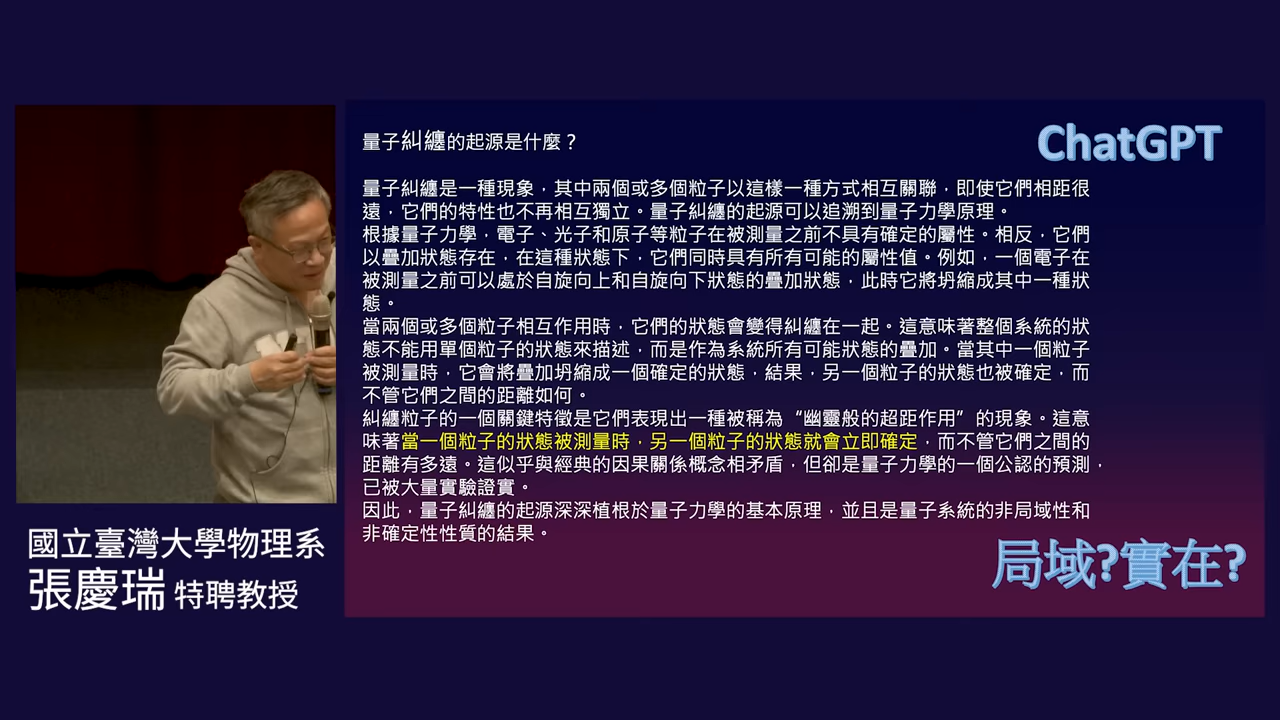 量子糾纏的起源是什麼？
ChatGPT
量子糾纏是一種現象，其中兩個或多個粒子以這樣一種方式相互關聯，即使它們相距很
遠，它們的特性也不再相互獨立。量子糾纏的起源可以追溯到量子力學原理。
根據量子力學，電子、光子和原子等粒子在被測量之前不具有確定的屬性。相反，它們
以疊加狀態存在，在這種狀態下，它們同時具有所有可能的屬性值。例如，一個電子在
被測量之前可以處於自旋向上和自旋向下狀態的疊加狀態，此時它將坍縮成其中一種狀
態。
當兩個或多個粒子相互作用時，它們的狀態會變得糾纏在一起。這意味著整個系統的狀
態不能用單個粒子的狀態來描述，而是作為系統所有可能狀態的疊加。當其中一個粒子
被測量時，它會將疊加坍縮成一個確定的狀態，結果，另一個粒子的狀態也被確定，而
不管它們之間的距離如何。
糾纏粒子的一個關鍵特徵是它們表現出一種被稱為“幽靈般的超距作用”的現象。這意
味著當一個粒子的狀態被測量時，另一個粒子的狀態就會立即確定，而不管它們之間的
距離有多遠。這似乎與經典的因果關係概念相矛盾，但卻是量子力學的一個公認的預測，
已被大量實驗證實。
因此，量子糾纏的起源深深植根於量子力學的基本原理，並且是量子系統的非局域性和
非確定性性質的結果。
局域?實在?
國立臺灣大學物理系
張慶瑞 特聘教授